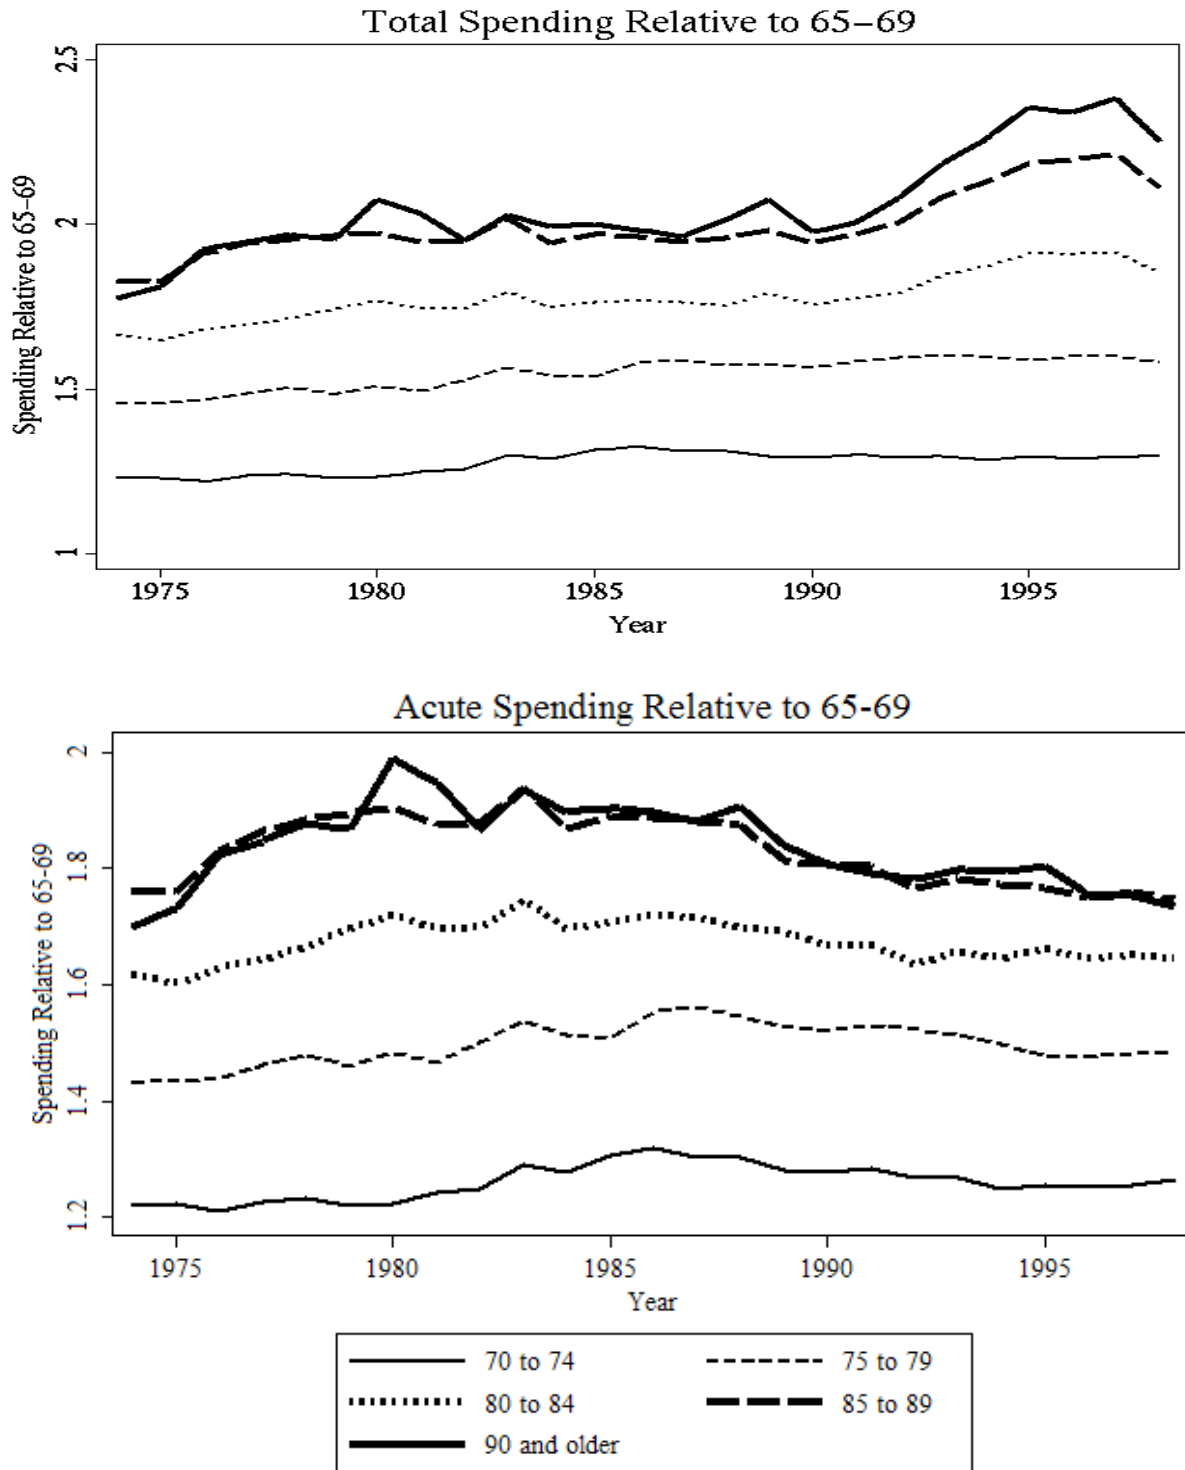 Total Spending Relative to 65-69
Spending Relative to 65-69
2.5
2
1.5
1
1975 1980 1985 1990 1995
Year
Acute Spending Relative to 65-69
Spending Relative to 65-69
2
1.8
1.6
1.4
1.2
1975 1980 1985 1990 1995
Year
70 to 74 75 to 79
80 to 84 85 to 89
90 and older